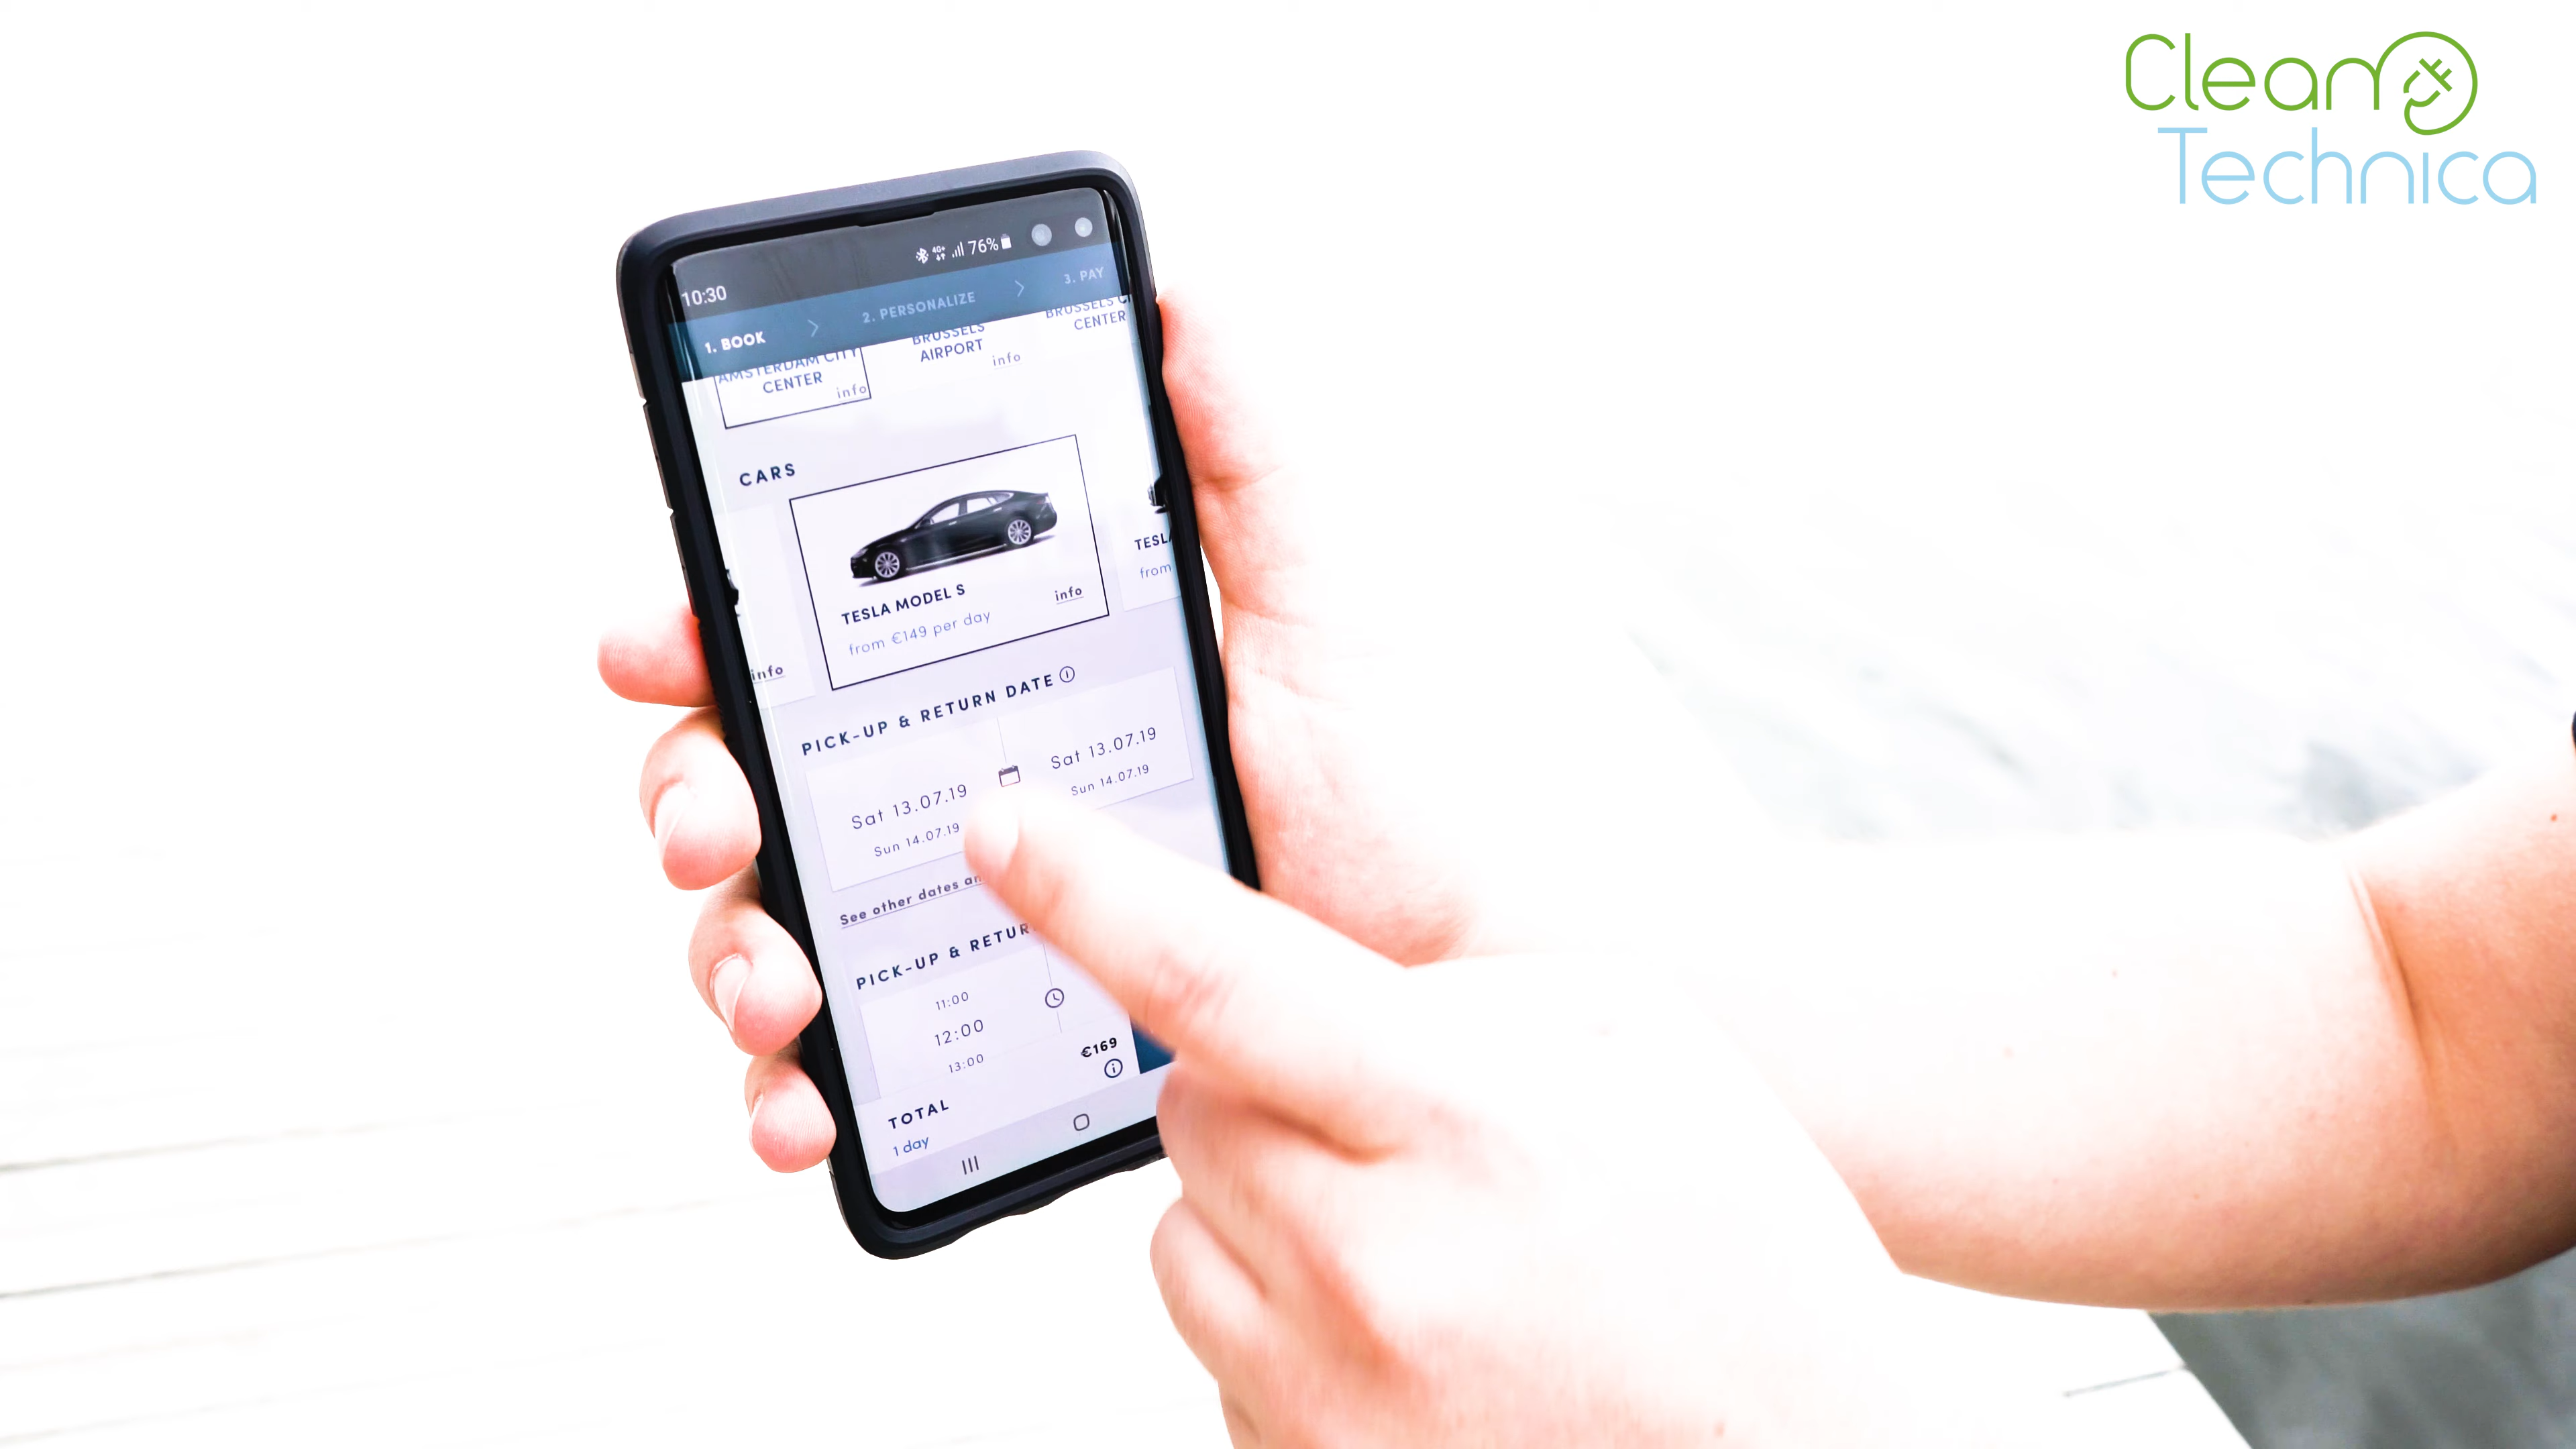 Clean
Technica
10:30
4G+
76%
1. BOOK
2. PERSONALIZE
3. PAY
AMSTERDAM CITY
CENTER
info
BRUSSELS
AIRPORT
info
BRUSSELS
CENTER
CARS
TESLA MODEL S
from €149 per day
info
info
from
PICK-UP & RETURN DATE
Sat 13.07.19
Sun 14.07.19
Sat 13.07.19
Sun 14.07.19
See other dates
PICK-UP &
11:00
12:00
13:00
€169
TOTAL
1 day